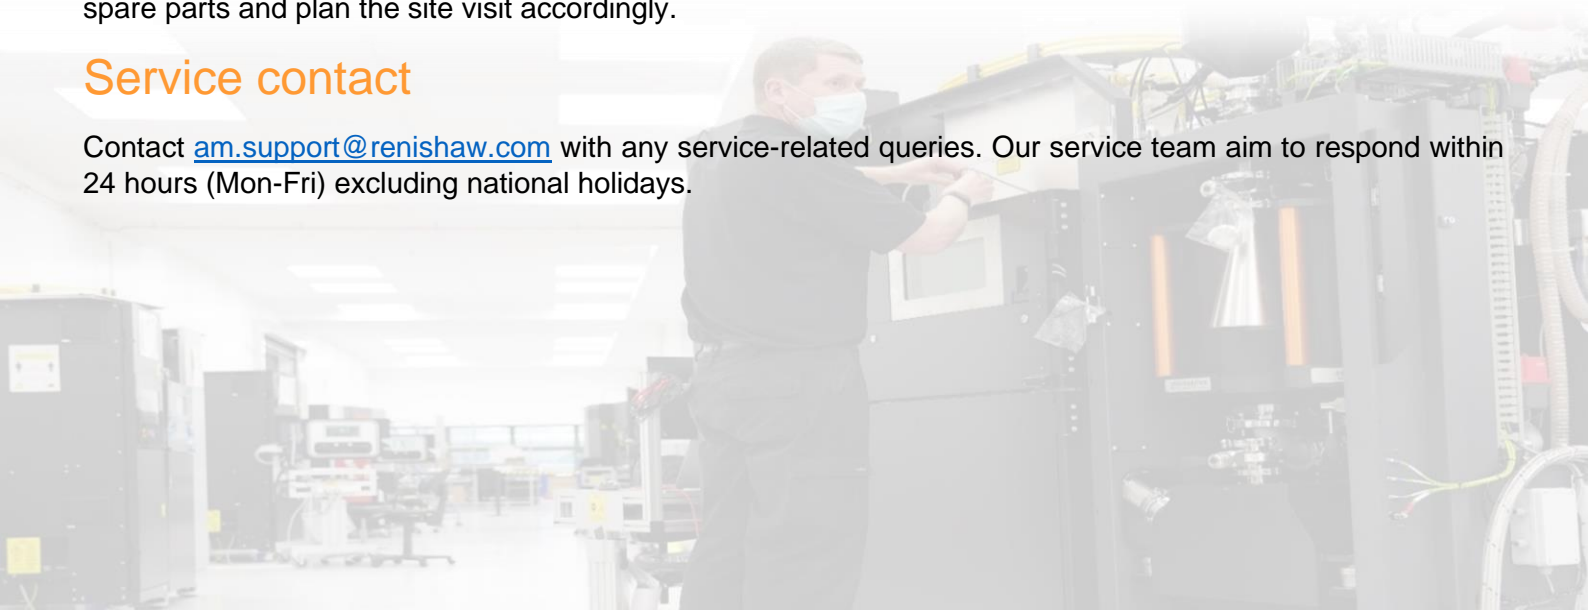 spare parts and plan the site visit accordingly.
Service contact
Contact am.support@renishaw.com with any service-related queries. Our service team aim to respond within
24 hours (Mon-Fri) excluding national holidays.